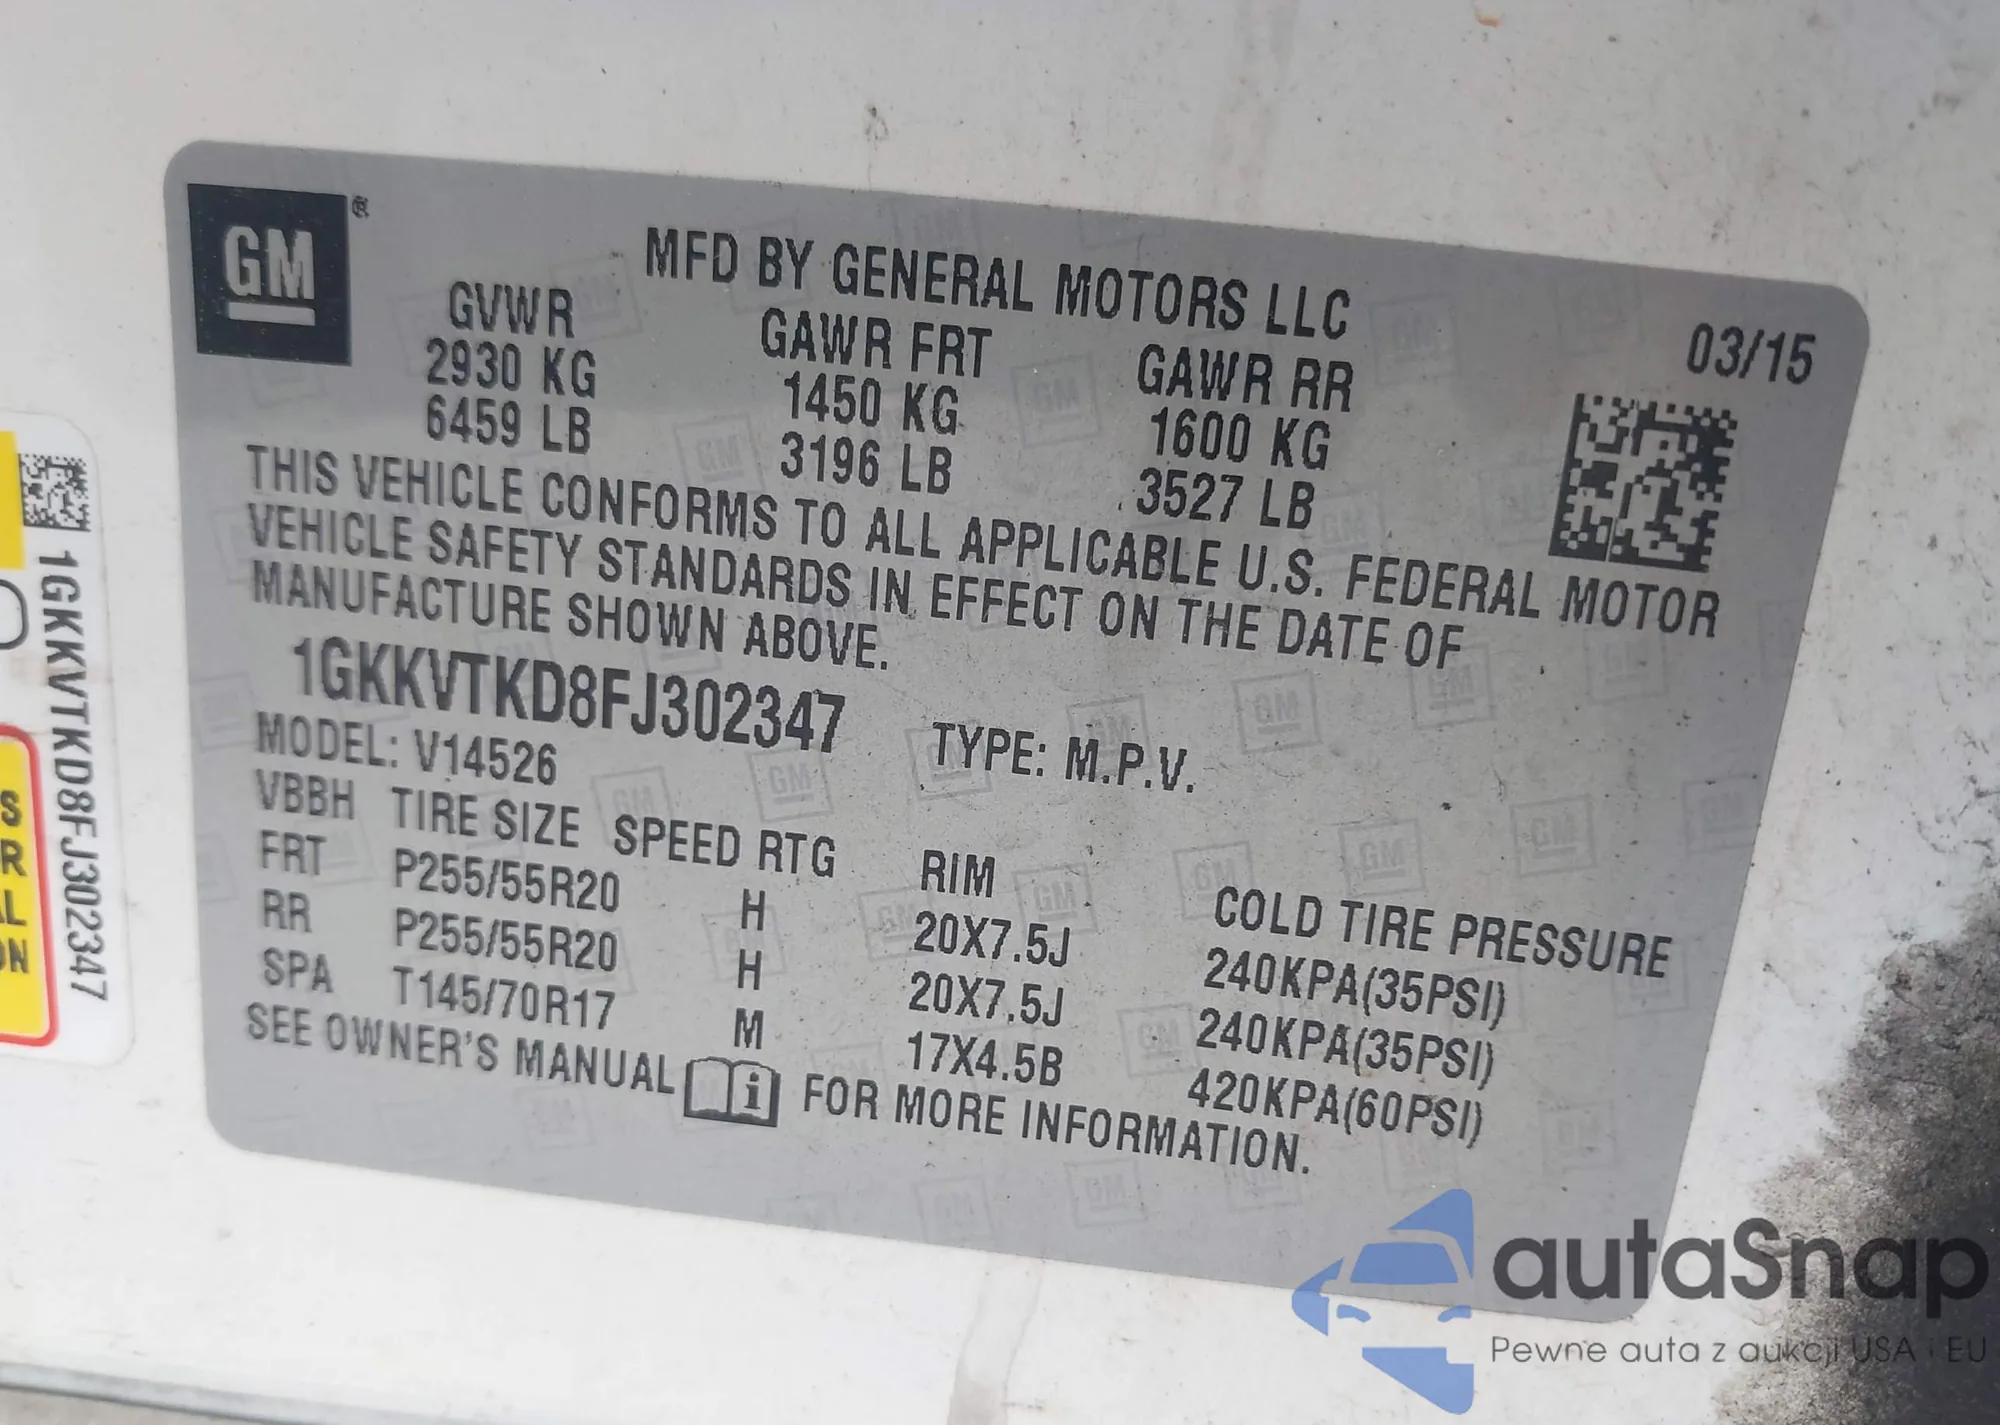 GM ®
MFD BY GENERAL MOTORS LLC
03/15
GVWR GAWR FRT GAWR RR
2930 KG 1450 KG 1600 KG
6459 LB 3196 LB 3527 LB
THIS VEHICLE CONFORMS TO ALL APPLICABLE U.S. FEDERAL MOTOR
VEHICLE SAFETY STANDARDS IN EFFECT ON THE DATE OF
MANUFACTURE SHOWN ABOVE.
1GKKVTKD8FJ302347 TYPE: M.P.V.
MODEL: V14526
VBBH TIRE SIZE SPEED RTG RIM COLD TIRE PRESSURE
FRT P255/55R20 H 20X7.5J 240KPA(35PSI)
RR P255/55R20 H 20X7.5J 240KPA(35PSI)
SPA T145/70R17 M 17X4.5B 420KPA(60PSI)
SEE OWNER'S MANUAL i FOR MORE INFORMATION.
1GKKVTKD8FJ302347
S
R
AL
ON
autaSnap
Pewne auta z aukcji USA i EU